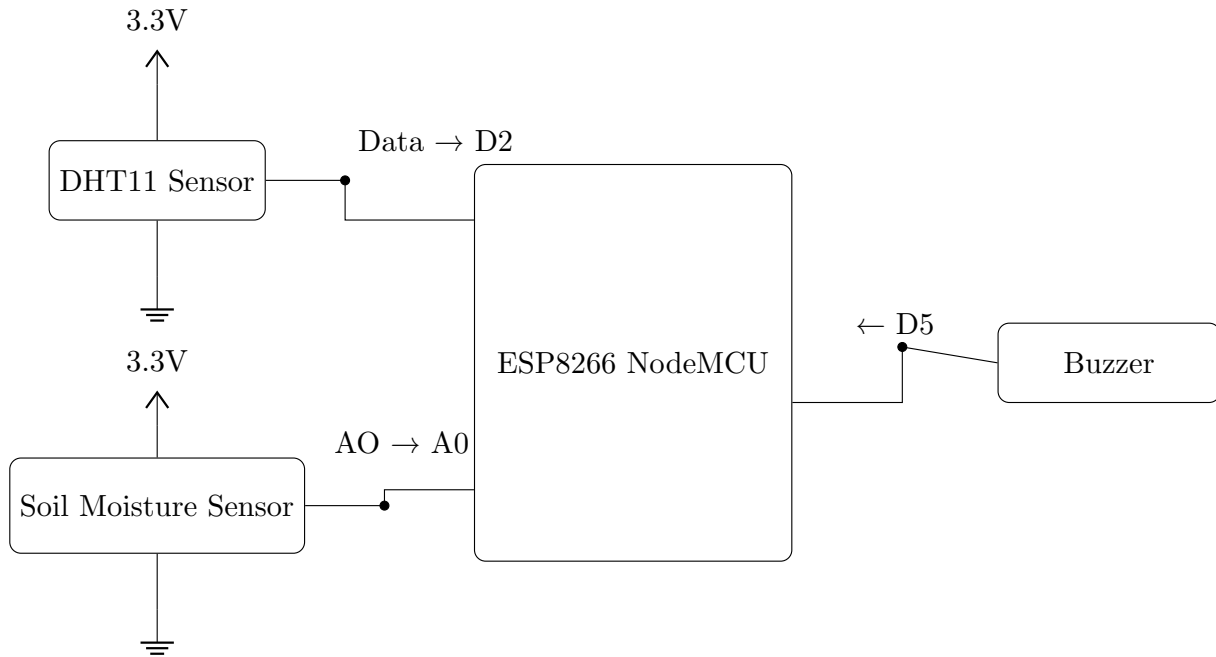 3.3V
DHT11 Sensor
Data → D2
3.3V
Soil Moisture Sensor
AO → A0
ESP8266 NodeMCU
← D5
Buzzer